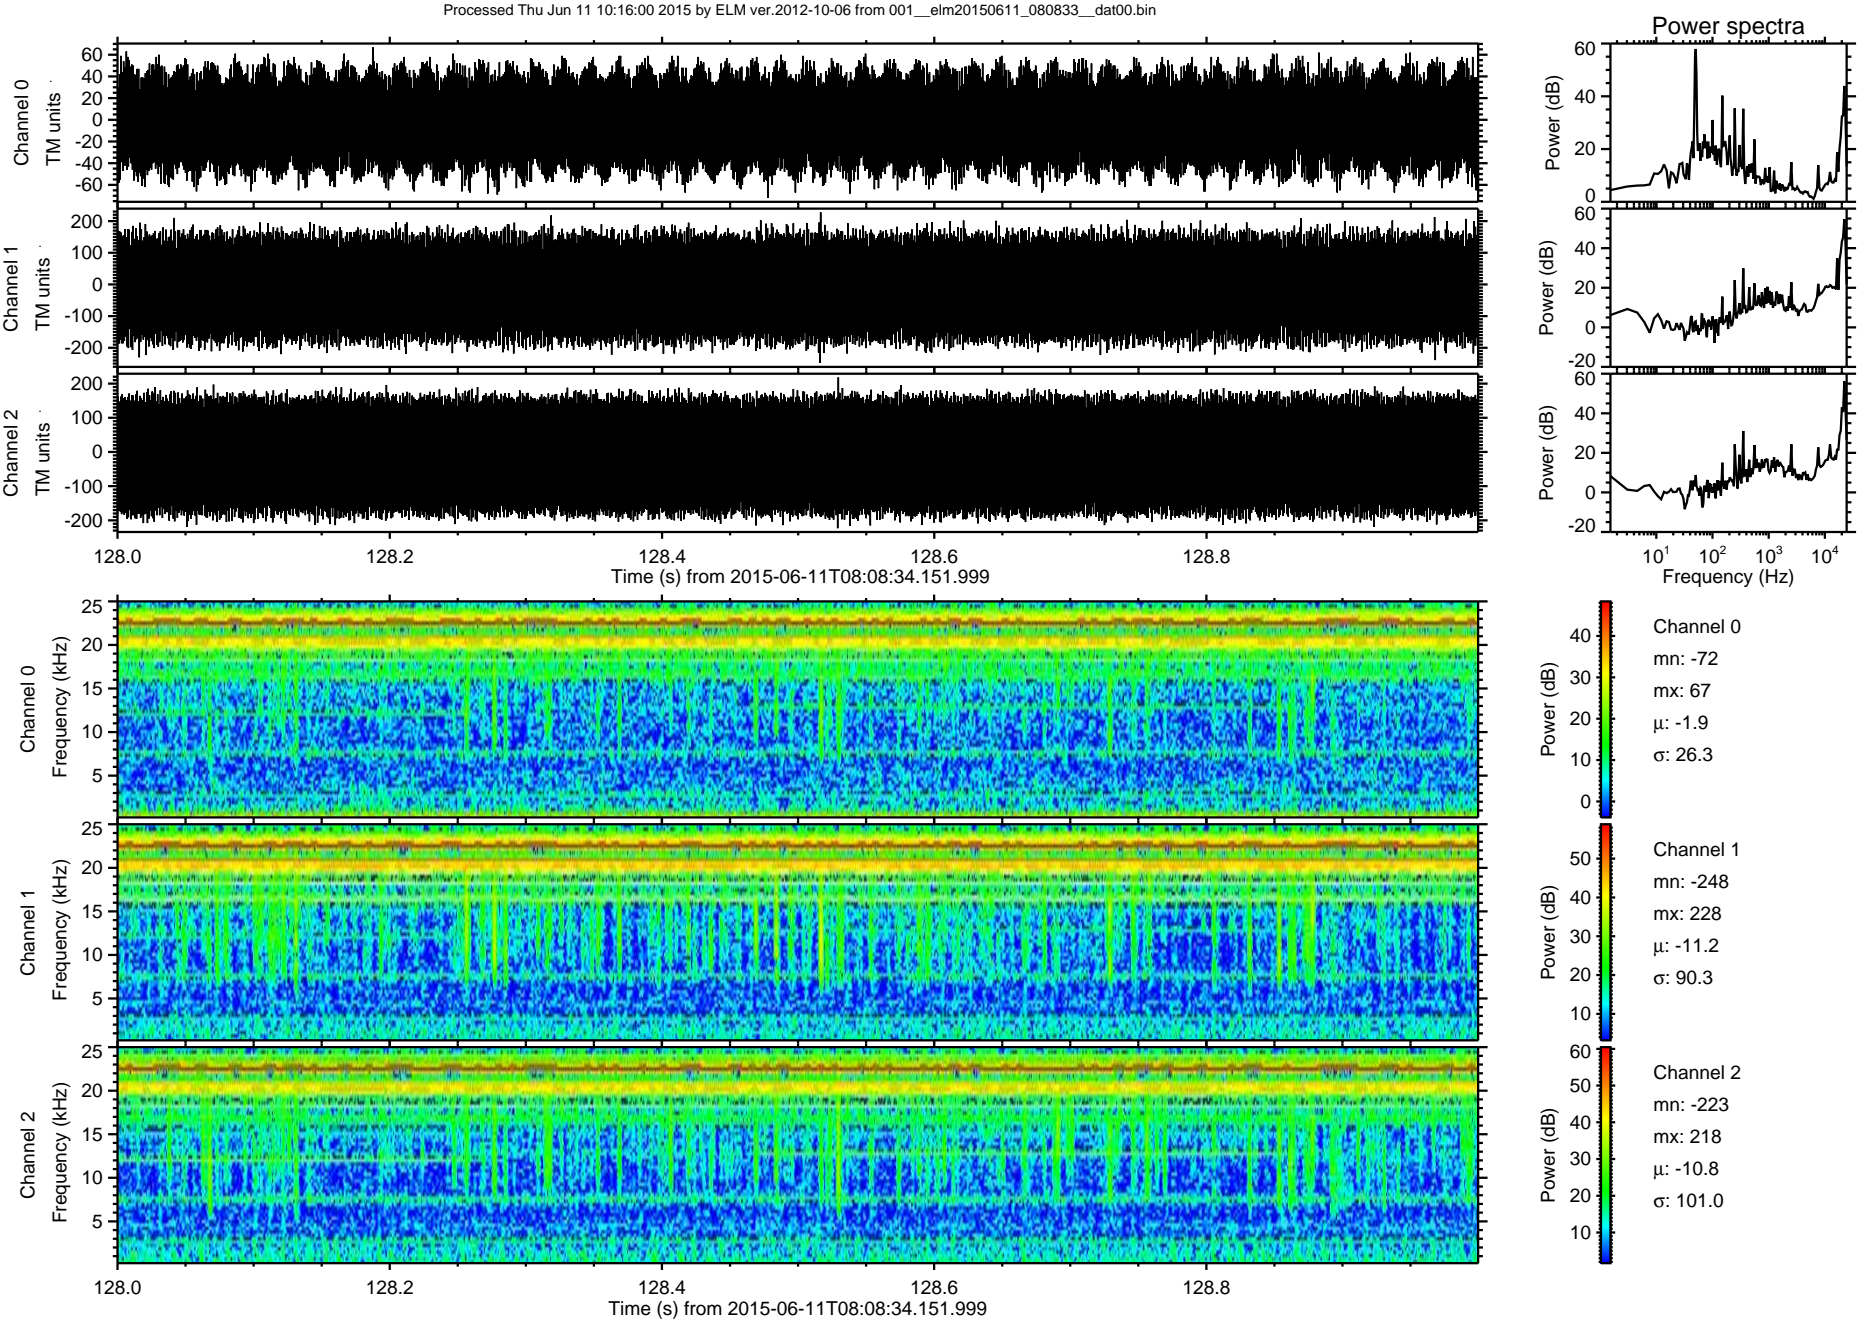 Processed Thu Jun 11 10:16:00 2015 by ELM ver.2012-10-06 from 001__elm20150611_080833__dat00.bin
Power spectra
Channel 0
TM units
60
40
20
0
-20
-40
-60
Power (dB)
60
40
20
0
Channel 1
TM units
200
100
0
-100
-200
Power (dB)
60
40
20
0
-20
Channel 2
TM units
200
100
0
-100
-200
Power (dB)
60
40
20
0
-20
128.0 128.2 128.4 128.6 128.8
Time (s) from 2015-06-11T08:08:34.151.999
10¹ 10² 10³ 10⁴
Frequency (Hz)
Channel 0
Frequency (kHz)
25
20
15
10
5
Power (dB)
40
30
20
10
0
Channel 0
mn: -72
mx: 67
µ: -1.9
σ: 26.3
Channel 1
Frequency (kHz)
25
20
15
10
5
Power (dB)
50
40
30
20
10
Channel 1
mn: -248
mx: 228
µ: -11.2
σ: 90.3
Channel 2
Frequency (kHz)
25
20
15
10
5
Power (dB)
60
50
40
30
20
10
Channel 2
mn: -223
mx: 218
µ: -10.8
σ: 101.0
128.0 128.2 128.4 128.6 128.8
Time (s) from 2015-06-11T08:08:34.151.999